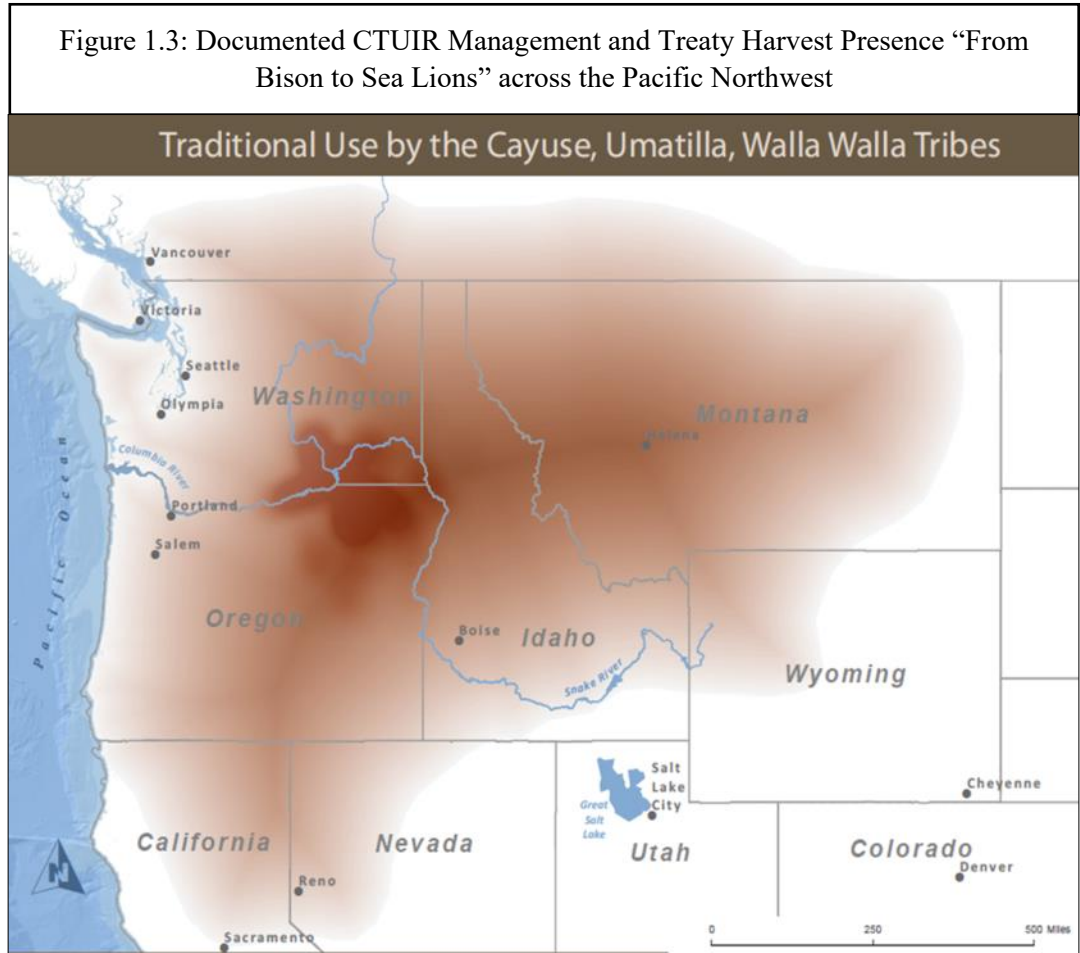 Figure 1.3: Documented CTUIR Management and Treaty Harvest Presence “From
Bison to Sea Lions” across the Pacific Northwest
Traditional Use by the Cayuse, Umatilla, Walla Walla Tribes
Vancouver
Victoria
Seattle
Washington
Olympia
Montana
Helena
Columbia River
Pacific Ocean
Portland
Salem
Oregon
Boise
Idaho
Snake River
Wyoming
Salt
Lake
City
Great
Salt
Lake
Cheyenne
California
Nevada
Utah
Colorado
Denver
Reno
N
Sacramento
0 250 500 Miles